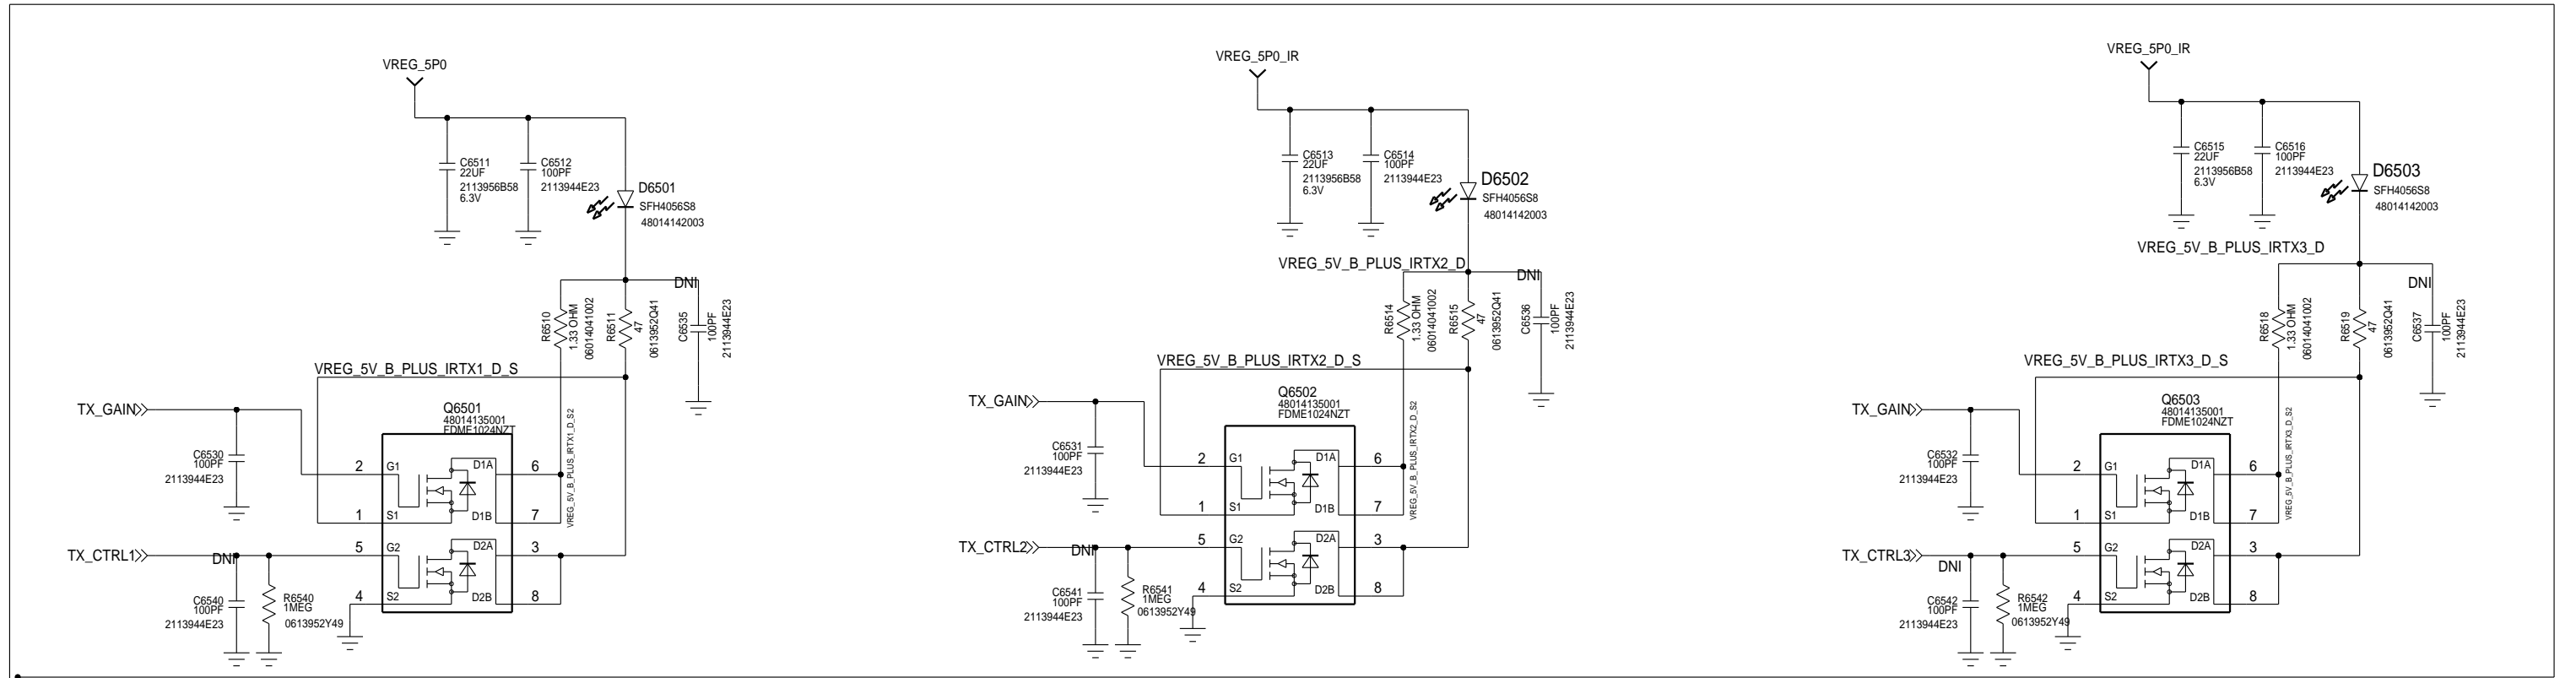 VREG_5P0
C6511
22UF
2113956B58
6.3V
C6512
100PF
2113944E23
D6501
SFH4056S8
48014142003
DNI
R6510
1.33 OHM
06014041002
R6511
47
0613952Q41
C6535
100PF
2113944E23
VREG_5V_B_PLUS_IRTX1_D_S
TX_GAIN
Q6501
48014135001
FDME1024NZT
VREG_5V_B_PLUS_IRTX1_D_S2
C6530
100PF
2113944E23
2 G1 D1A 6
1 S1 D1B 7
TX_CTRL1
DNI
5 G2 D2A 3
4 S2 D2B 8
C6540
100PF
2113944E23
R6540
1MEG
0613952Y49
VREG_5P0_IR
C6513
22UF
2113956B58
6.3V
C6514
100PF
2113944E23
D6502
SFH4056S8
48014142003
VREG_5V_B_PLUS_IRTX2_D
DNI
R6514
1.33 OHM
06014041002
R6515
47
0613952Q41
C6536
100PF
2113944E23
VREG_5V_B_PLUS_IRTX2_D_S
TX_GAIN
Q6502
48014135001
FDME1024NZT
VREG_5V_B_PLUS_IRTX2_D_S2
C6531
100PF
2113944E23
2 G1 D1A 6
1 S1 D1B 7
TX_CTRL2
DNI
5 G2 D2A 3
4 S2 D2B 8
C6541
100PF
2113944E23
R6541
1MEG
0613952Y49
VREG_5P0_IR
C6515
22UF
2113956B58
6.3V
C6516
100PF
2113944E23
D6503
SFH4056S8
48014142003
VREG_5V_B_PLUS_IRTX3_D
DNI
R6518
1.33 OHM
06014041002
R6519
47
0613952Q41
C6537
100PF
2113944E23
VREG_5V_B_PLUS_IRTX3_D_S
TX_GAIN
Q6503
48014135001
FDME1024NZT
VREG_5V_B_PLUS_IRTX3_D_S2
C6532
100PF
2113944E23
2 G1 D1A 6
1 S1 D1B 7
TX_CTRL3
DNI
5 G2 D2A 3
4 S2 D2B 8
C6542
100PF
2113944E23
R6542
1MEG
0613952Y49